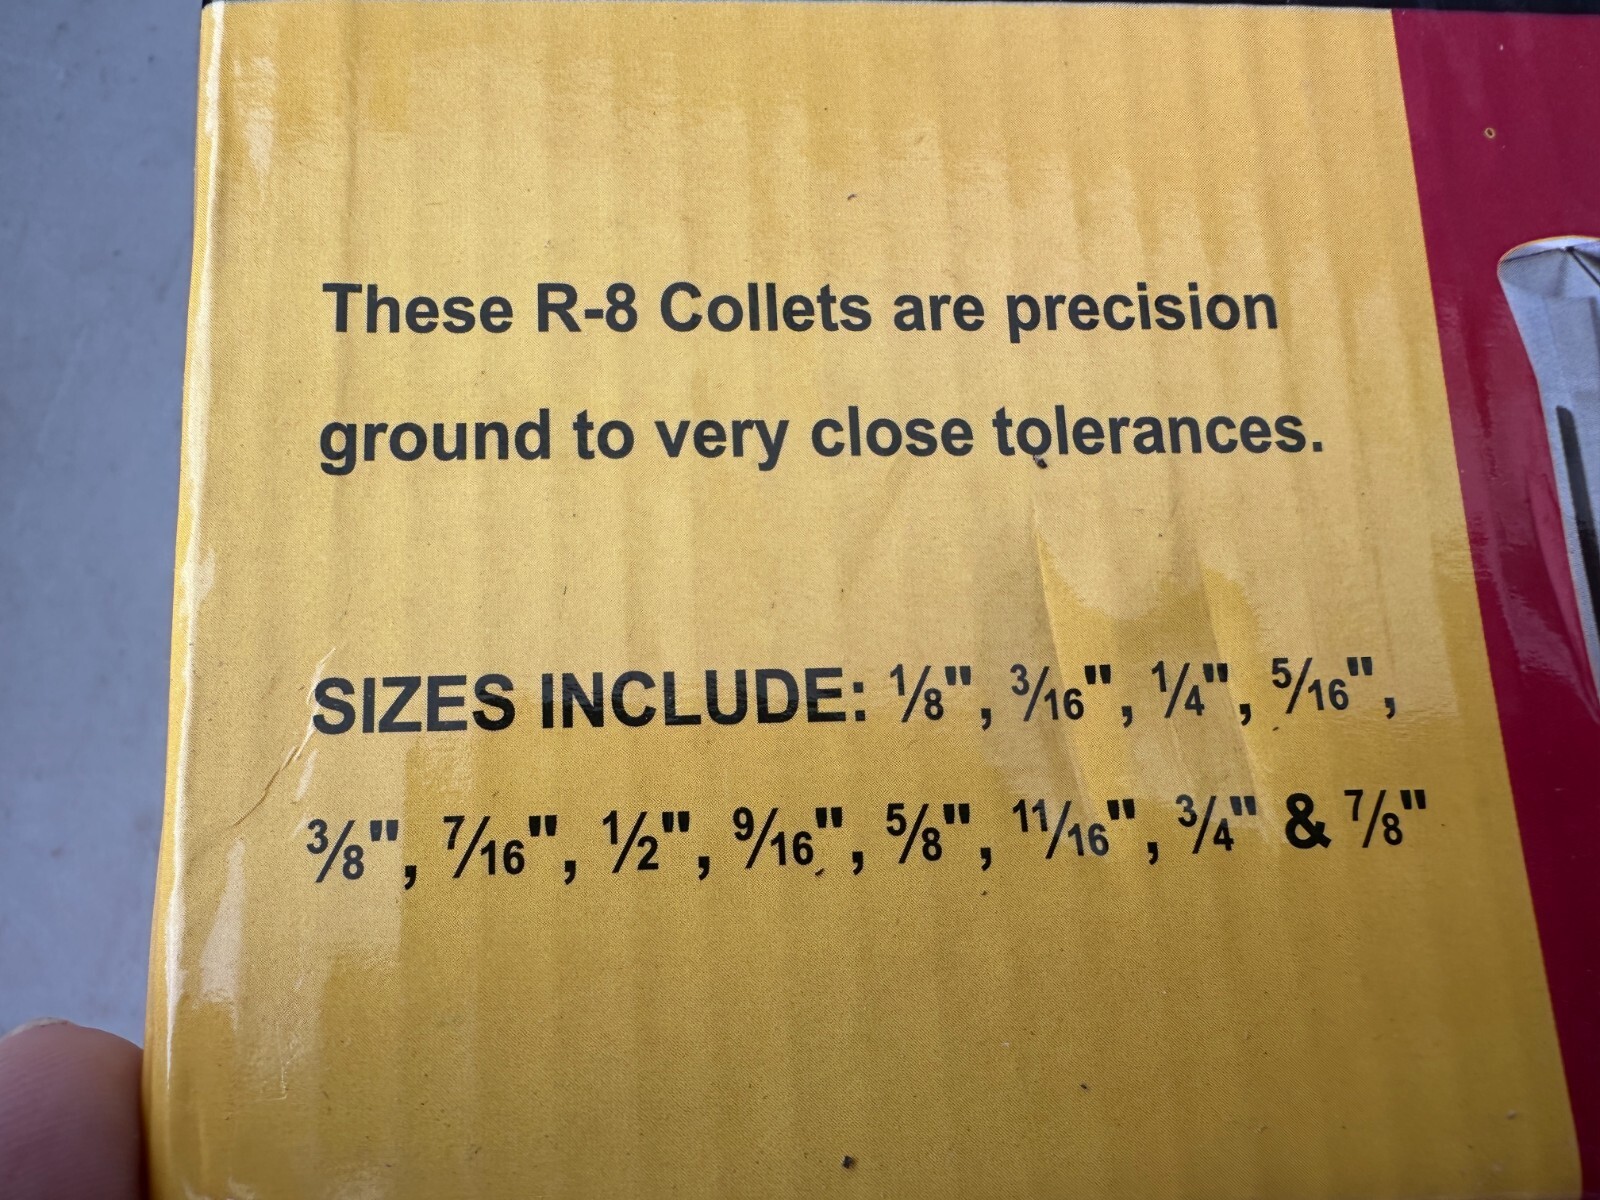 These R-8 Collets are precision
ground to very close tolerances.
SIZES INCLUDE: 1/8", 3/16", 1/4", 5/16",
3/8", 7/16", 1/2", 9/16", 5/8", 11/16", 3/4" & 7/8"